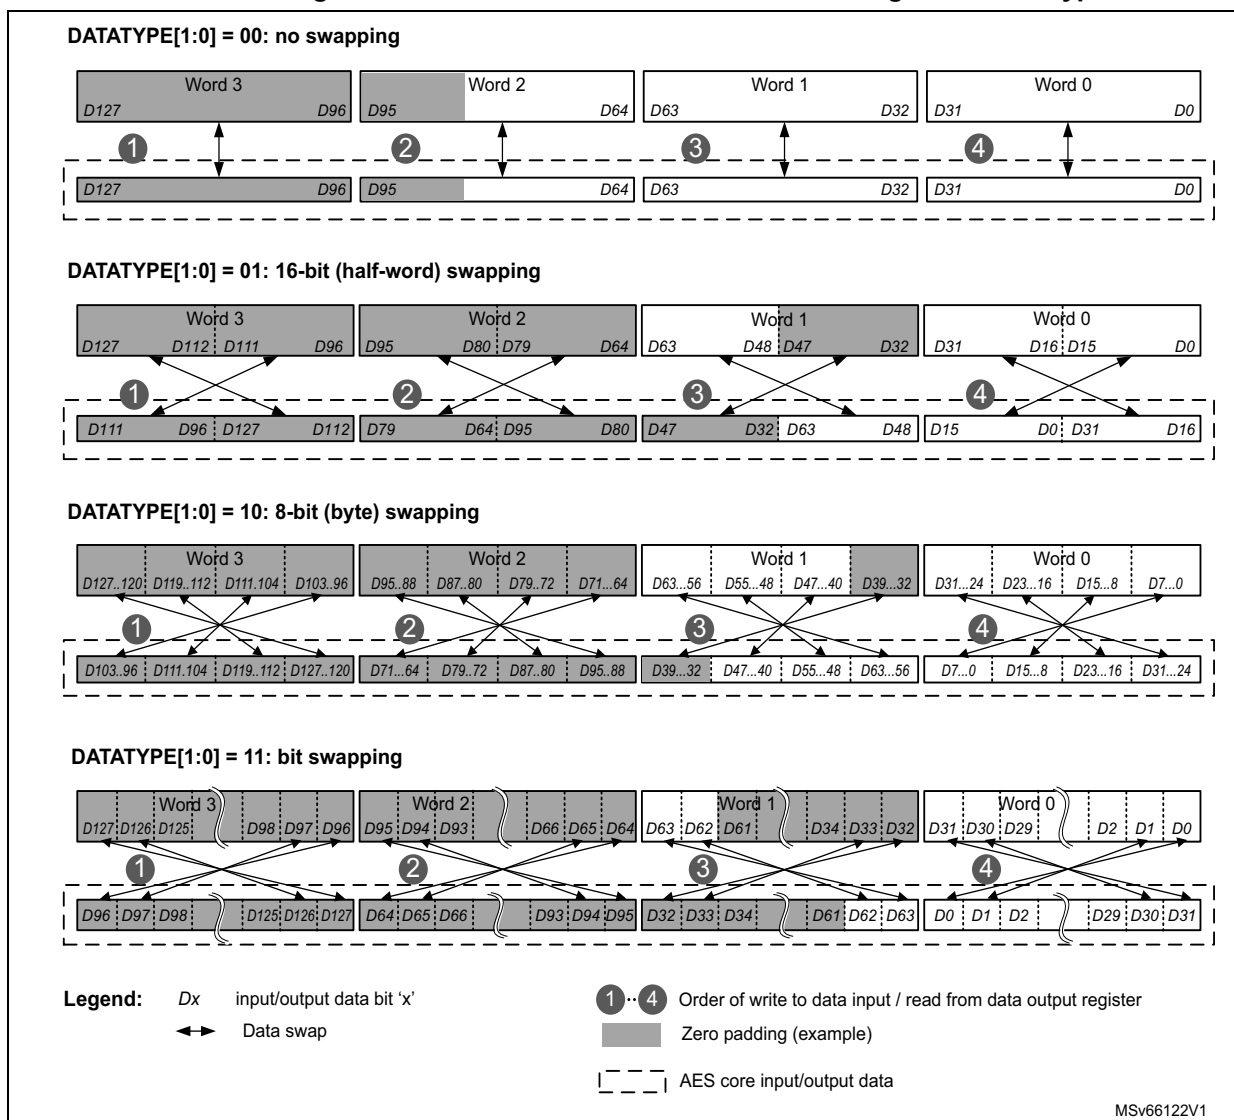 DATATYPE[1:0] = 00: no swapping
Word 3 Word 2 Word 1 Word 0
D127 D96 D95 D64 D63 D32 D31 D0
1 2 3 4
D127 D96 D95 D64 D63 D32 D31 D0
DATATYPE[1:0] = 01: 16-bit (half-word) swapping
Word 3 Word 2 Word 1 Word 0
D127 D112 D111 D96 D95 D80 D79 D64 D63 D48 D47 D32 D31 D16 D15 D0
1 2 3 4
D111 D96 D127 D112 D79 D64 D95 D80 D47 D32 D63 D48 D15 D0 D31 D16
DATATYPE[1:0] = 10: 8-bit (byte) swapping
Word 3 Word 2 Word 1 Word 0
D127..120 D119..112 D111.104 D103..96 D95..88 D87..80 D79..72 D71...64 D63...56 D55...48 D47...40 D39...32 D31...24 D23...16 D15...8 D7...0
1 2 3 4
D103..96 D111.104 D119..112 D127..120 D71...64 D79..72 D87..80 D95..88 D39...32 D47...40 D55...48 D63...56 D7...0 D15...8 D23...16 D31...24
DATATYPE[1:0] = 11: bit swapping
Word 3 Word 2 Word 1 Word 0
D127 D126 D125 D98 D97 D96 D95 D94 D93 D66 D65 D64 D63 D62 D61 D34 D33 D32 D31 D30 D29 D2 D1 D0
1 2 3 4
D96 D97 D98 D125 D126 D127 D64 D65 D66 D93 D94 D95 D32 D33 D34 D61 D62 D63 D0 D1 D2 D29 D30 D31
Legend: Dx input/output data bit ‘x’
1··4 Order of write to data input / read from data output register
Data swap
Zero padding (example)
AES core input/output data
MSv66122V1